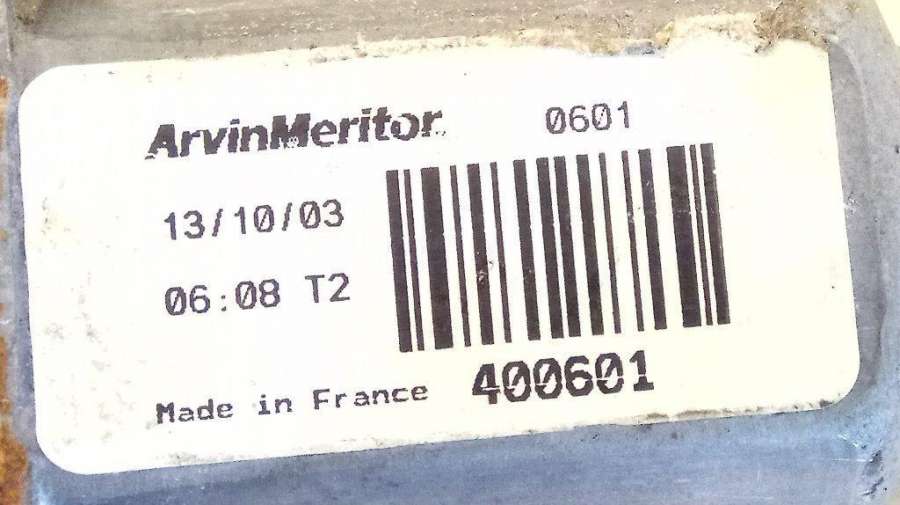 ArvinMeritor 0601
13/10/03
06:08 T2
Made in France 400601